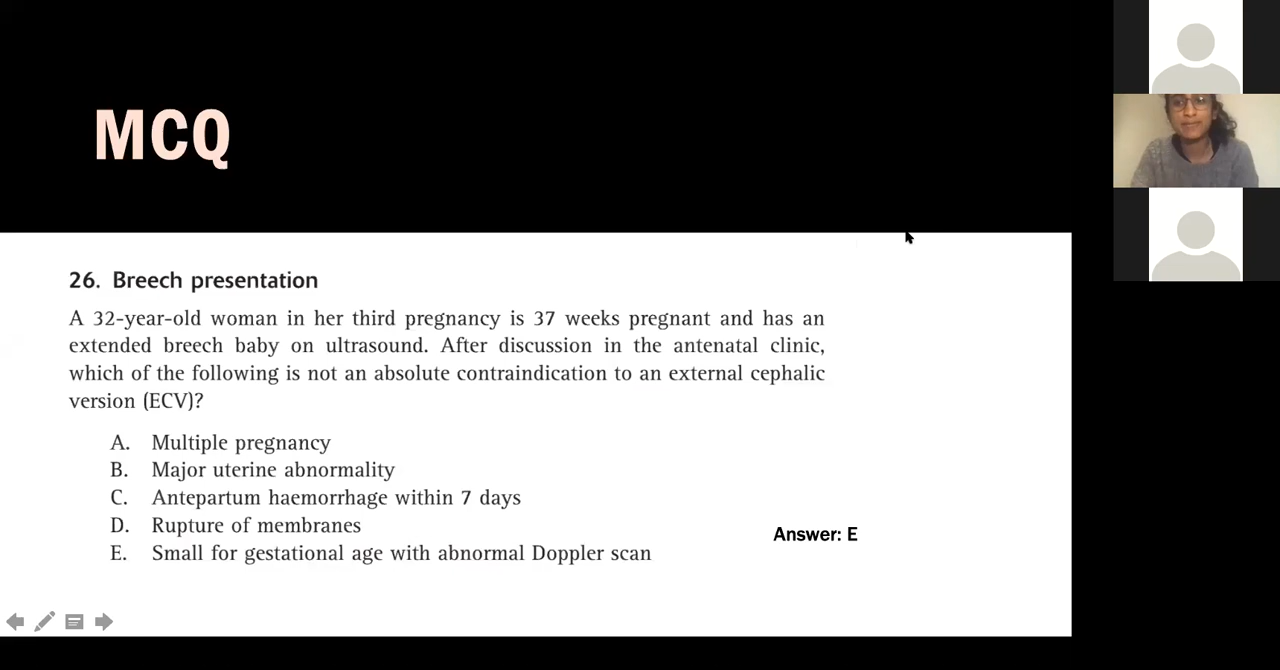 MCQ
26. Breech presentation
A 32-year-old woman in her third pregnancy is 37 weeks pregnant and has an
extended breech baby on ultrasound. After discussion in the antenatal clinic,
which of the following is not an absolute contraindication to an external cephalic
version (ECV)?
A. Multiple pregnancy
B. Major uterine abnormality
C. Antepartum haemorrhage within 7 days
D. Rupture of membranes
E. Small for gestational age with abnormal Doppler scan
Answer: E